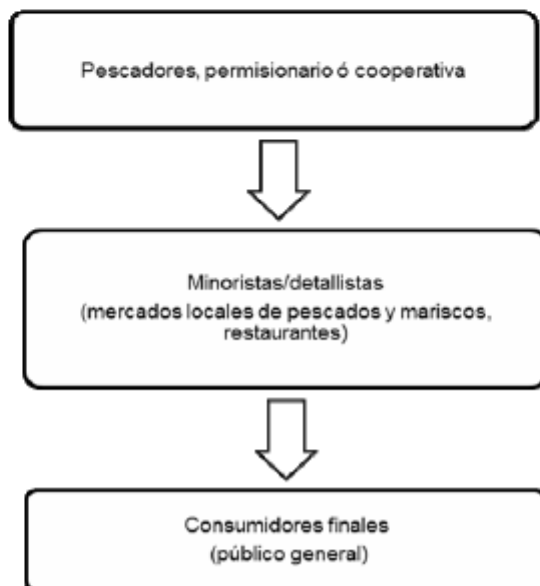 Pescadores, permisionario ó cooperativa
Minoristas/detallistas
(mercados locales de pescados y mariscos,
restaurantes)
Consumidores finales
(público general)